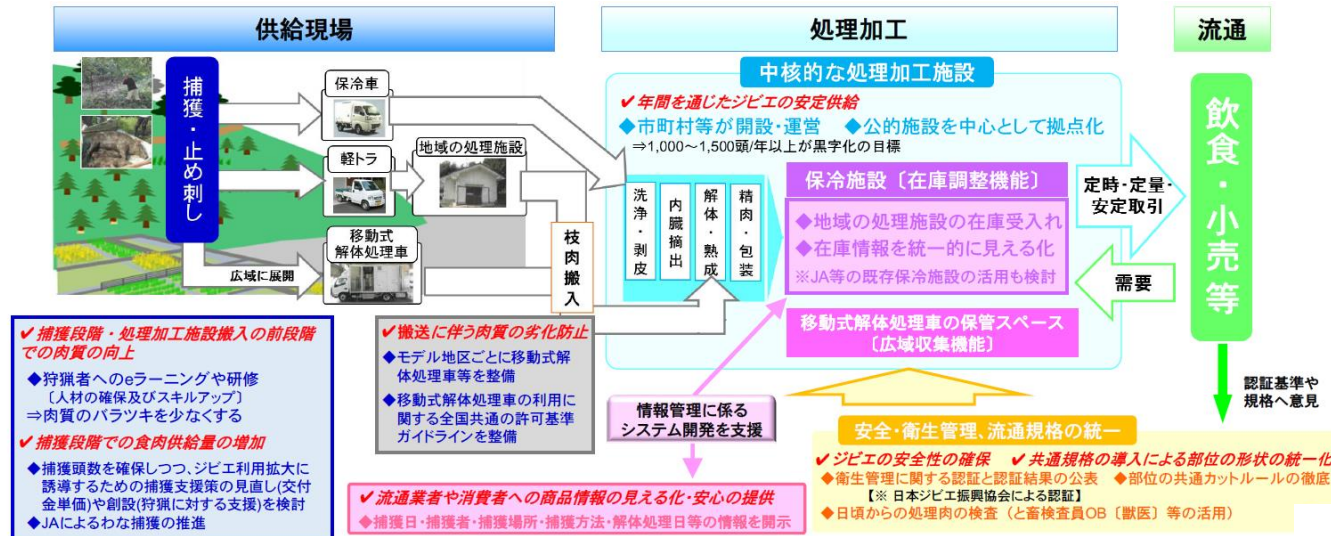 供給現場
処理加工
流通
捕獲・止め刺し
保冷車
軽トラ
地域の処理施設
移動式
解体処理車
広域に展開
枝肉搬入
中核的な処理加工施設
✔年間を通じたジビエの安定供給
◆市町村等が開設・運営 ◆公的施設を中心として拠点化
⇒1,000～1,500頭/年以上が黒字化の目標
洗浄・剥皮
内臓摘出
解体・熟成
精肉・包装
保冷施設〔在庫調整機能〕
◆地域の処理施設の在庫受入れ
◆在庫情報を統一的に見える化
※JA等の既存保冷施設の活用も検討
移動式解体処理車の保管スペース
〔広域収集機能〕
定時・定量・
安定取引
需要
飲食・小売等
認証基準や
規格へ意見
✔捕獲段階・処理加工施設搬入の前段階
での肉質の向上
◆狩猟者へのeラーニングや研修
〔人材の確保及びスキルアップ〕
⇒肉質のバラツキを少なくする
✔捕獲段階での食肉供給量の増加
◆捕獲頭数を確保しつつ、ジビエ利用拡大に
誘導するための捕獲支援策の見直し(交付
金単価)や創設(狩猟に対する支援)を検討
◆JAによるわな捕獲の推進
✔搬送に伴う肉質の劣化防止
◆モデル地区ごとに移動式解
体処理車等を整備
◆移動式解体処理車の利用に
関する全国共通の許可基準
ガイドラインを整備
情報管理に係る
システム開発を支援
✔流通業者や消費者への商品情報の見える化・安心の提供
◆捕獲日・捕獲者・捕獲場所・捕獲方法・解体処理日等の情報を開示
安全・衛生管理、流通規格の統一
✔ジビエの安全性の確保 ✔共通規格の導入による部位の形状の統一化
◆衛生管理に関する認証と認証結果の公表 ◆部位の共通カットルールの徹底
【※ 日本ジビエ振興協会による認証】
◆日頃からの処理肉の検査（と畜検査員OB〔獣医〕等の活用）